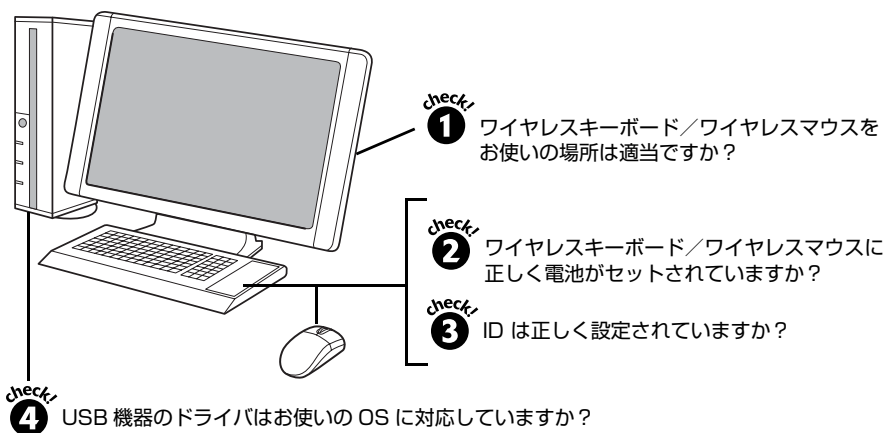 check!
1 ワイヤレスキーボード／ワイヤレスマウスを
お使いの場所は適当ですか？
check!
2 ワイヤレスキーボード／ワイヤレスマウスに
正しく電池がセットされていますか？
check!
3 ID は正しく設定されていますか？
check!
4 USB 機器のドライバはお使いの OS に対応していますか？